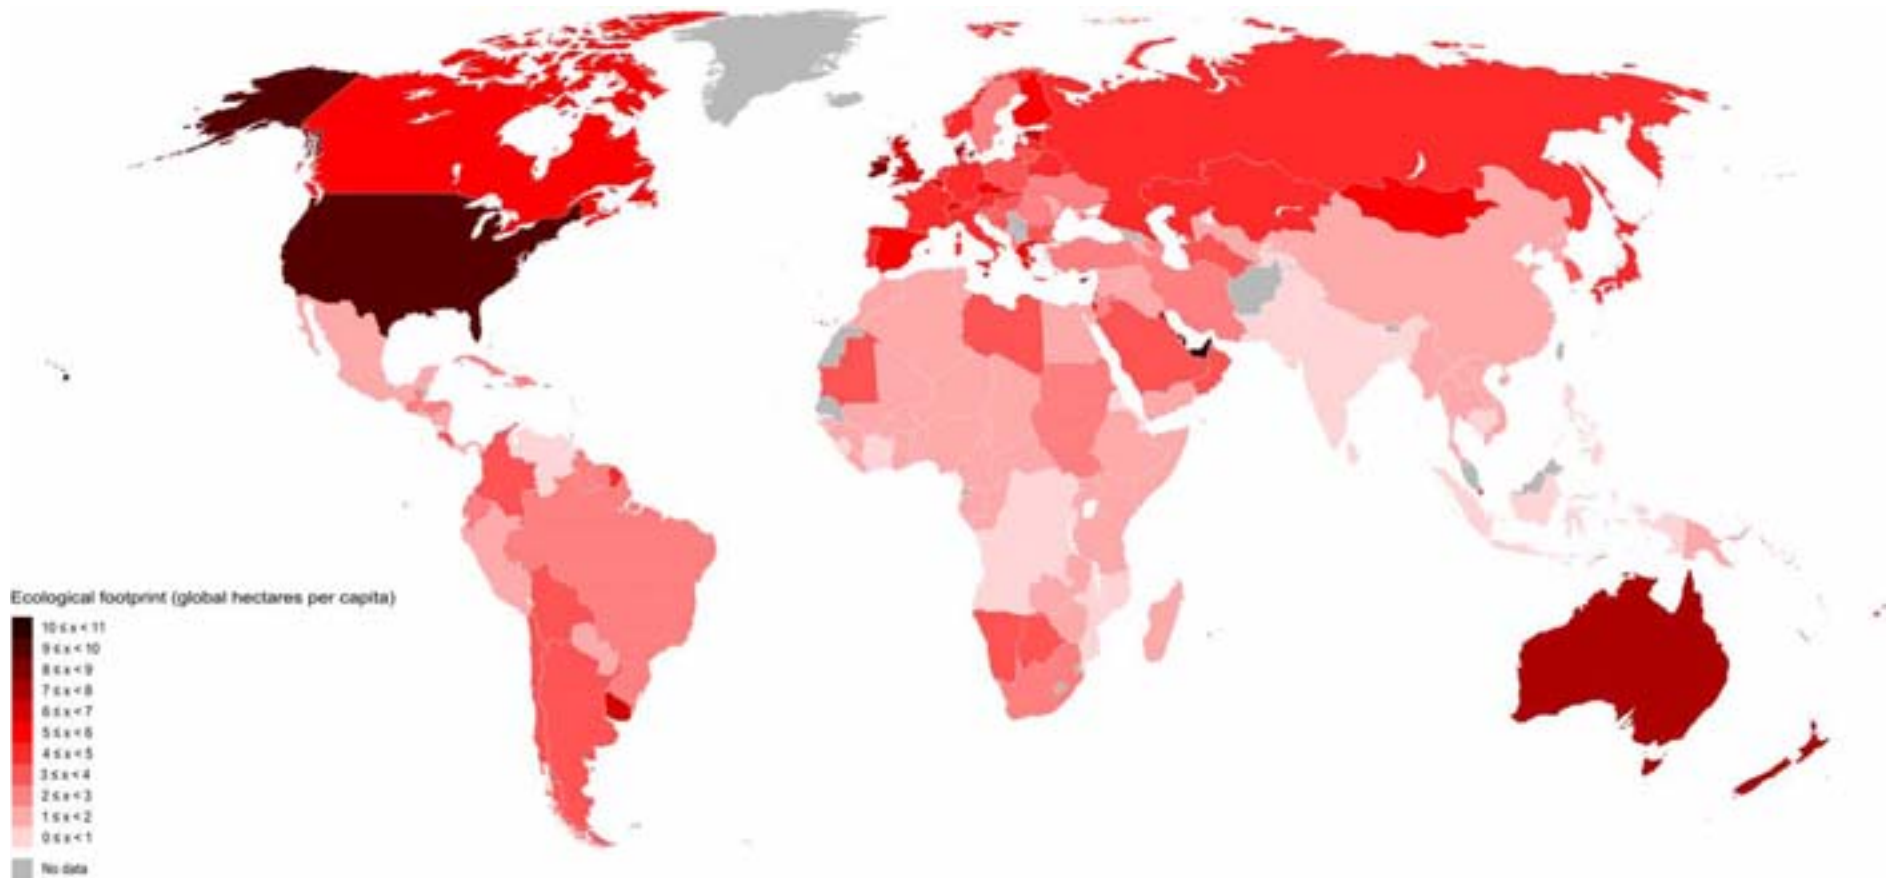 Ecological footprint (global hectares per capita)
10 ≤ x < 11
9 ≤ x < 10
8 ≤ x < 9
7 ≤ x < 8
6 ≤ x < 7
5 ≤ x < 6
4 ≤ x < 5
3 ≤ x < 4
2 ≤ x < 3
1 ≤ x < 2
0 ≤ x < 1
No data